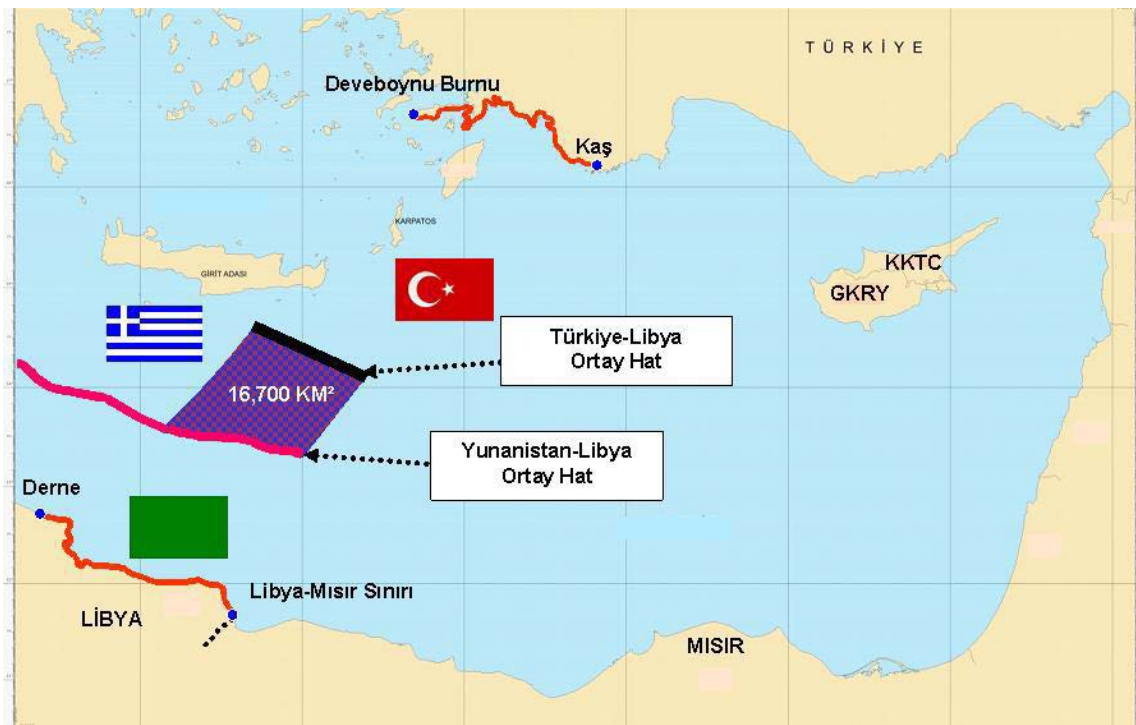 TÜRKİYE
Deveboynu Burnu
Kaş
KARPATOS
GİRİT ADASI
KKTC
GKRY
Türkiye-Libya
Ortay Hat
16,700 KM²
Yunanistan-Libya
Ortay Hat
Derne
Libya-Mısır Sınırı
LİBYA
MISIR